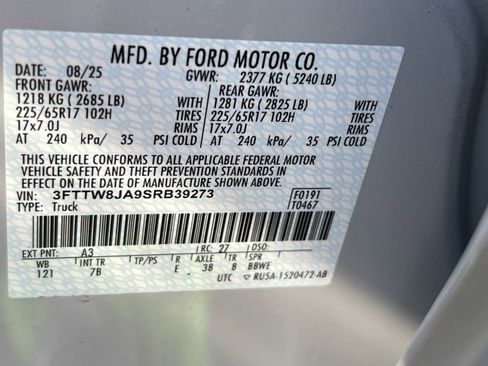 MFD. BY FORD MOTOR CO.
DATE: 08/25 GVWR: 2377 KG ( 5240 LB)
FRONT GAWR: REAR GAWR:
1218 KG ( 2685 LB) WITH 1281 KG ( 2825 LB) WITH
225/65R17 102H TIRES 225/65R17 102H TIRES
17x7.0J RIMS 17x7.0J RIMS
AT 240 kPa/ 35 PSI COLD AT 240 kPa/ 35 PSI COLD
THIS VEHICLE CONFORMS TO ALL APPLICABLE FEDERAL MOTOR
VEHICLE SAFETY AND THEFT PREVENTION STANDARDS IN
EFFECT ON THE DATE OF MANUFACTURE SHOWN ABOVE.
VIN: 3FTTW8JA9SRB39273 F0191
TYPE: Truck T0467
EXT PNT: A3 RC: 27 DSO:
WB INT TR TP/PS R AXLE TR SPR
121 7B E 38 8 BBWE
UTC ▽ RU5A-1520472-AB